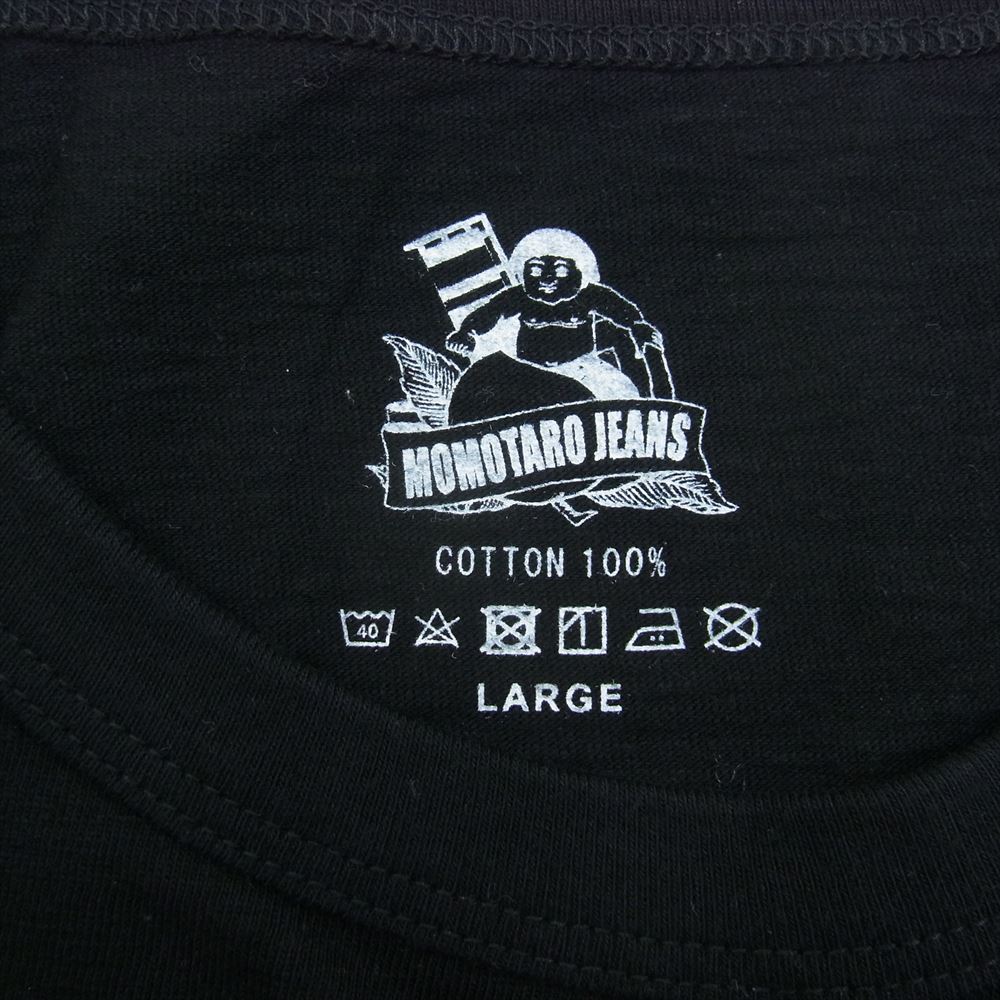 MOMOTARO JEANS
COTTON 100%
40
LARGE